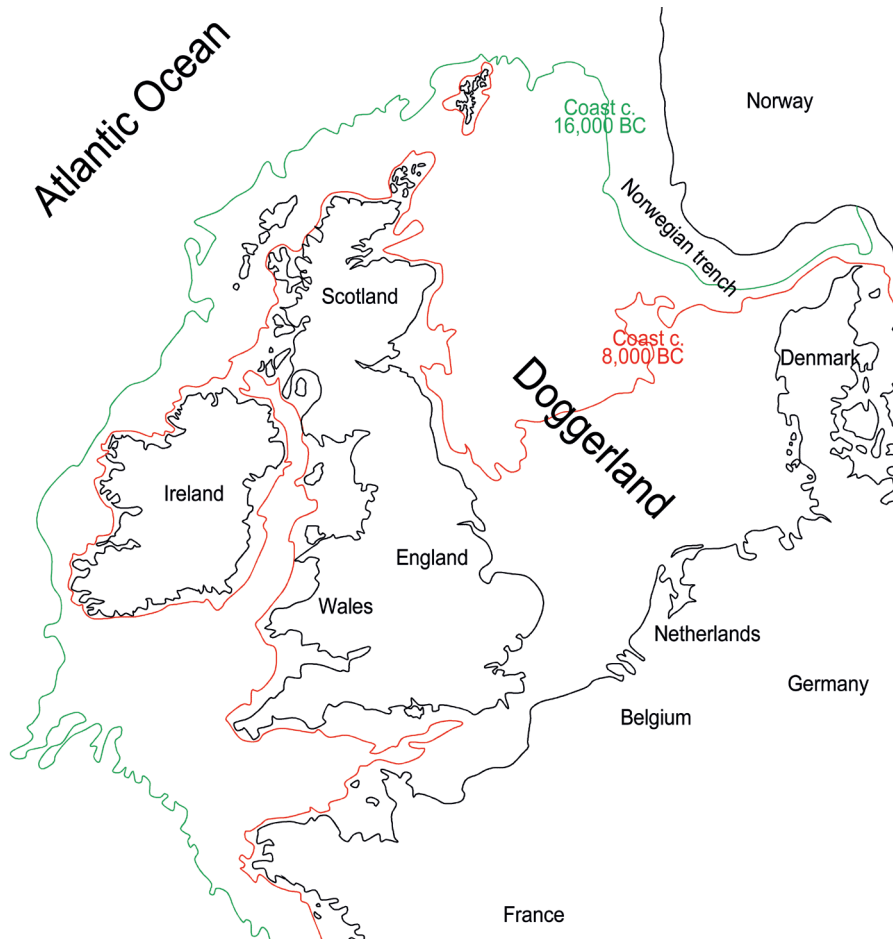 Atlantic Ocean
Coast c.
16,000 BC
Norway
Norwegian trench
Scotland
Coast c.
8,000 BC
Denmark
Doggerland
Ireland
England
Wales
Netherlands
Germany
Belgium
France